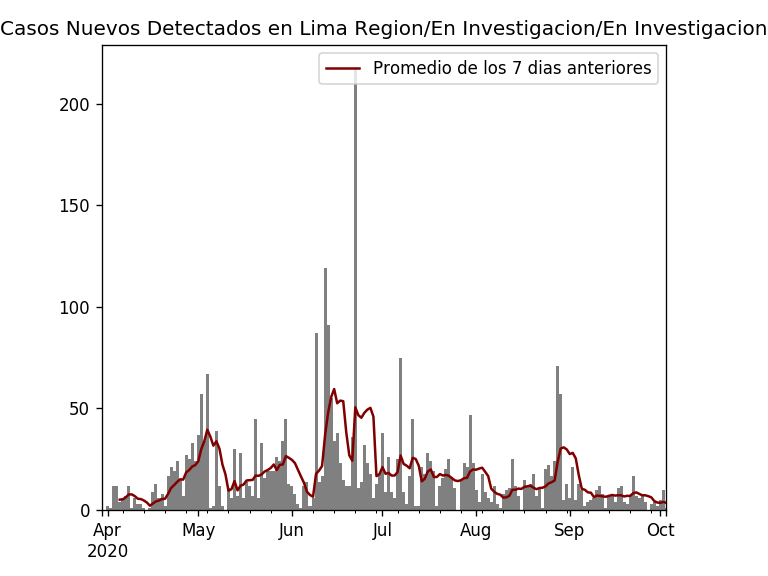 Casos Nuevos Detectados en Lima Region/En Investigacion/En Investigacion
Promedio de los 7 dias anteriores
200
150
100
50
0
Apr May Jun Jul Aug Sep Oct
2020